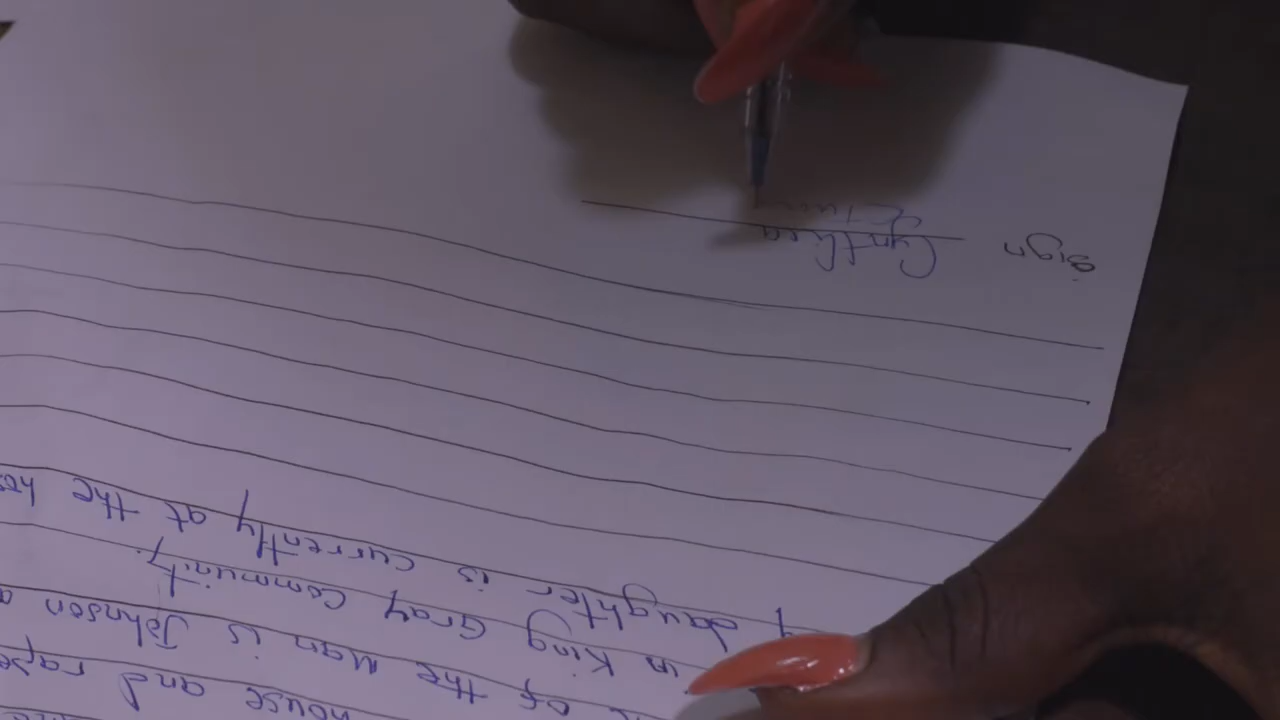 house and rape
of the Man is Johnson a
in King Gray Community.
y daughter is currently at the hos
Sign Cynthia